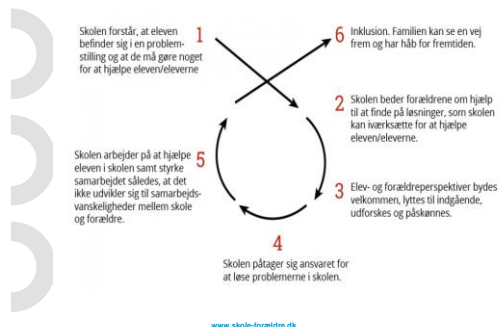 1
Skolen forstår, at eleven
befinder sig i en problem-
stilling og at de må gøre noget
for at hjælpe eleven/eleverne
6
Inklusion. Familien kan se en vej
frem og har håb for fremtiden.
2
Skolen beder forældrene om hjælp
til at finde på løsninger, som skolen
kan iværksætte for at hjælpe
eleven/eleverne.
5
Skolen arbejder på at hjælpe
eleven i skolen samt styrke
samarbejdet således, at det
ikke udvikler sig til samarbejds-
vanskeligheder mellem skole
og forældre.
3
Elev- og forældreperspektiver bydes
velkommen, lyttes til indgående,
udforskes og påskønnes.
4
Skolen påtager sig ansvaret for
at løse problemerne i skolen.
www.skole-forældre.dk